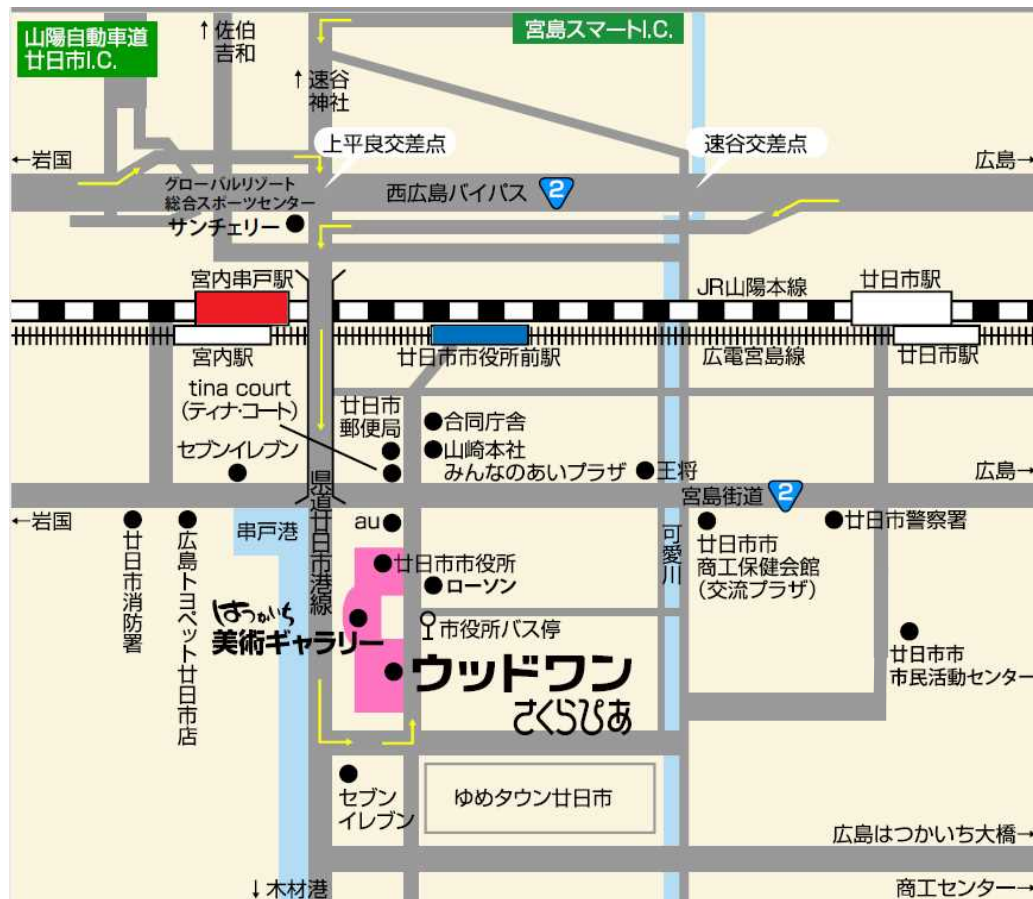 山陽自動車道
廿日市I.C.
↑佐伯
吉和
宮島スマートI.C.
↑速谷
神社
上平良交差点
速谷交差点
←岩国
広島→
グローバルリゾート
総合スポーツセンター
サンチェリー
西広島バイパス
2
宮内串戸駅
JR山陽本線
廿日市駅
宮内駅
廿日市市役所前駅
広電宮島線
廿日市駅
tina court
(ティナ・コート)
廿日市
郵便局
合同庁舎
山崎本社
みんなのあいプラザ
セブンイレブン
王将
広島→
県道廿日市港線
宮島街道
2
←岩国
串戸港
au
廿日市消防署
広島トヨペット廿日市店
廿日市市役所
ローソン
可愛川
廿日市市
商工保健会館
(交流プラザ)
廿日市警察署
はつかいち
美術ギャラリー
市役所バス停
ウッドワン
さくらぴあ
廿日市市
市民活動センター
セブン
イレブン
ゆめタウン廿日市
広島はつかいち大橋→
↓木材港
商工センター→